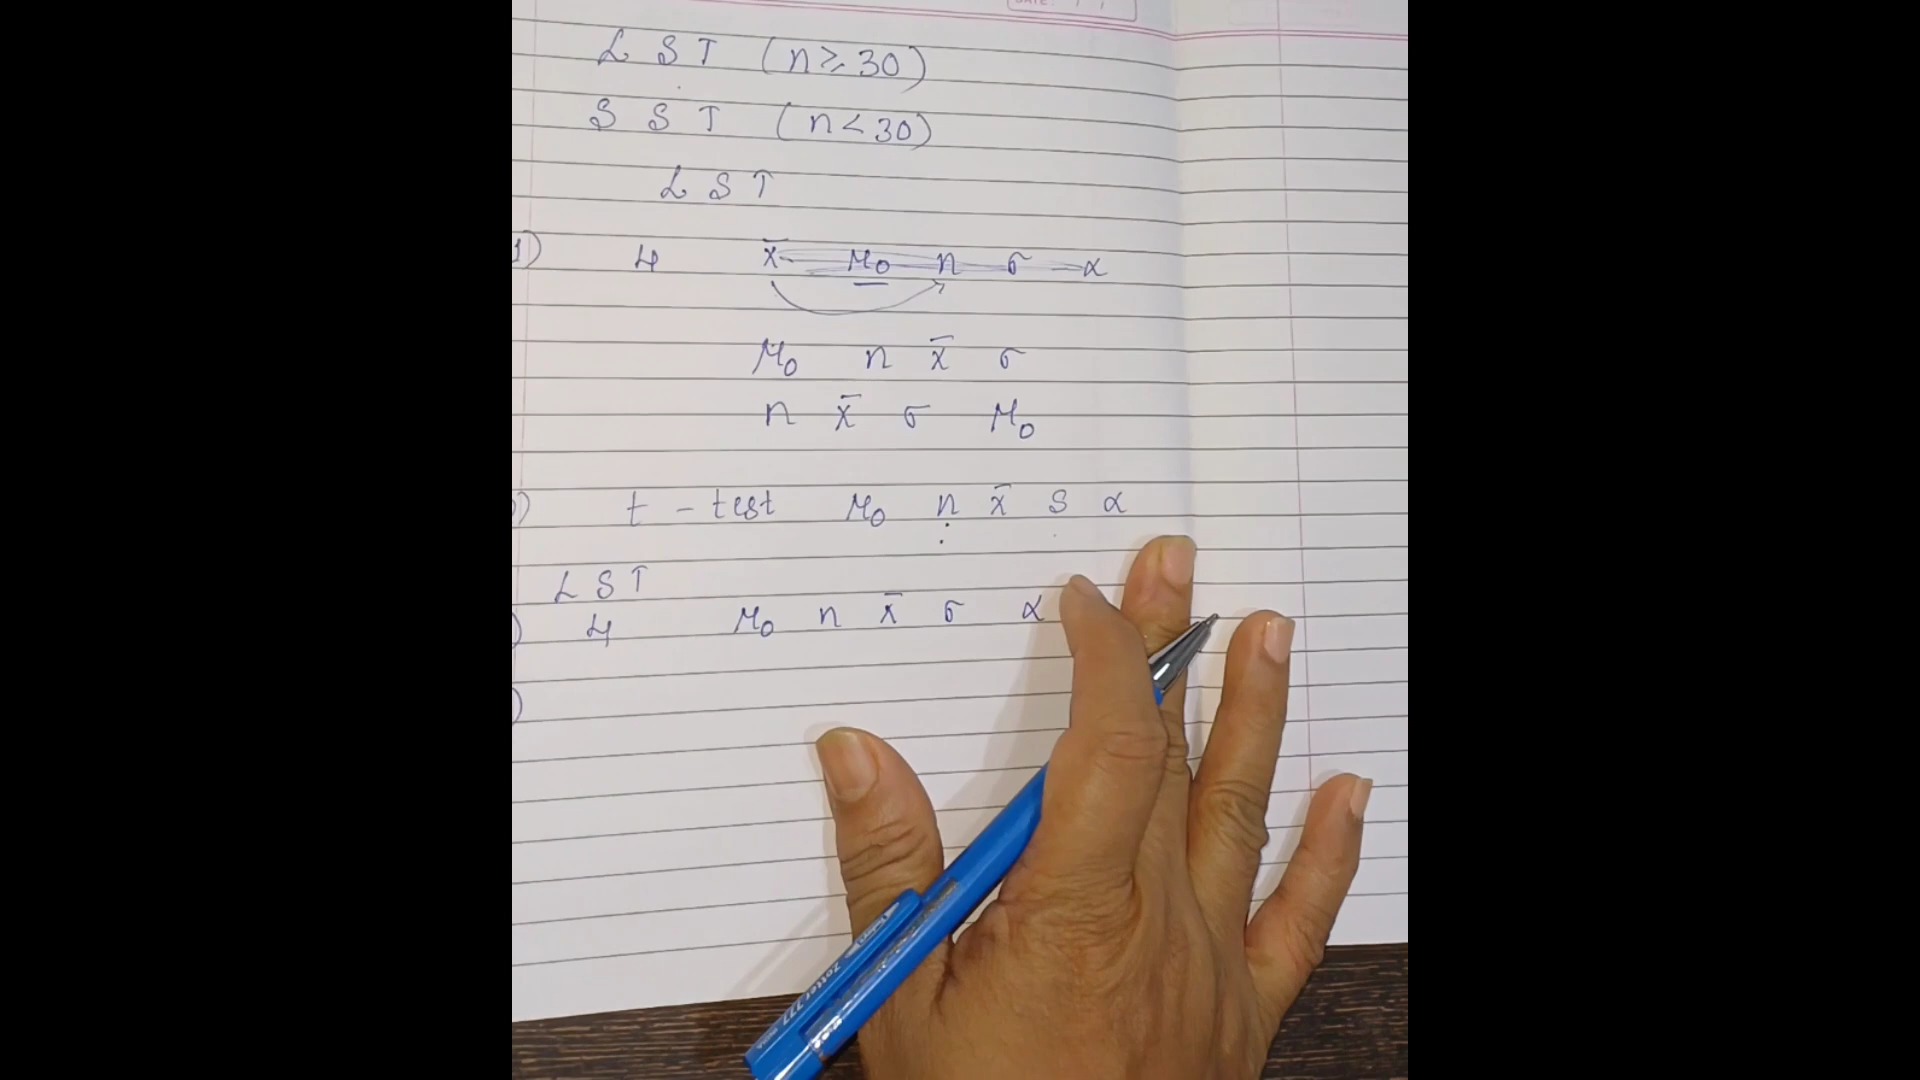 L S T (n ≥ 30)
S S T (n < 30)
L S T
1) 4 x̄ μ₀ n σ α
μ₀ n x̄ σ
n x̄ σ μ₀
) t - test μ₀ n x̄ s α
L S T
) 4 μ₀ n x̄ σ α
)